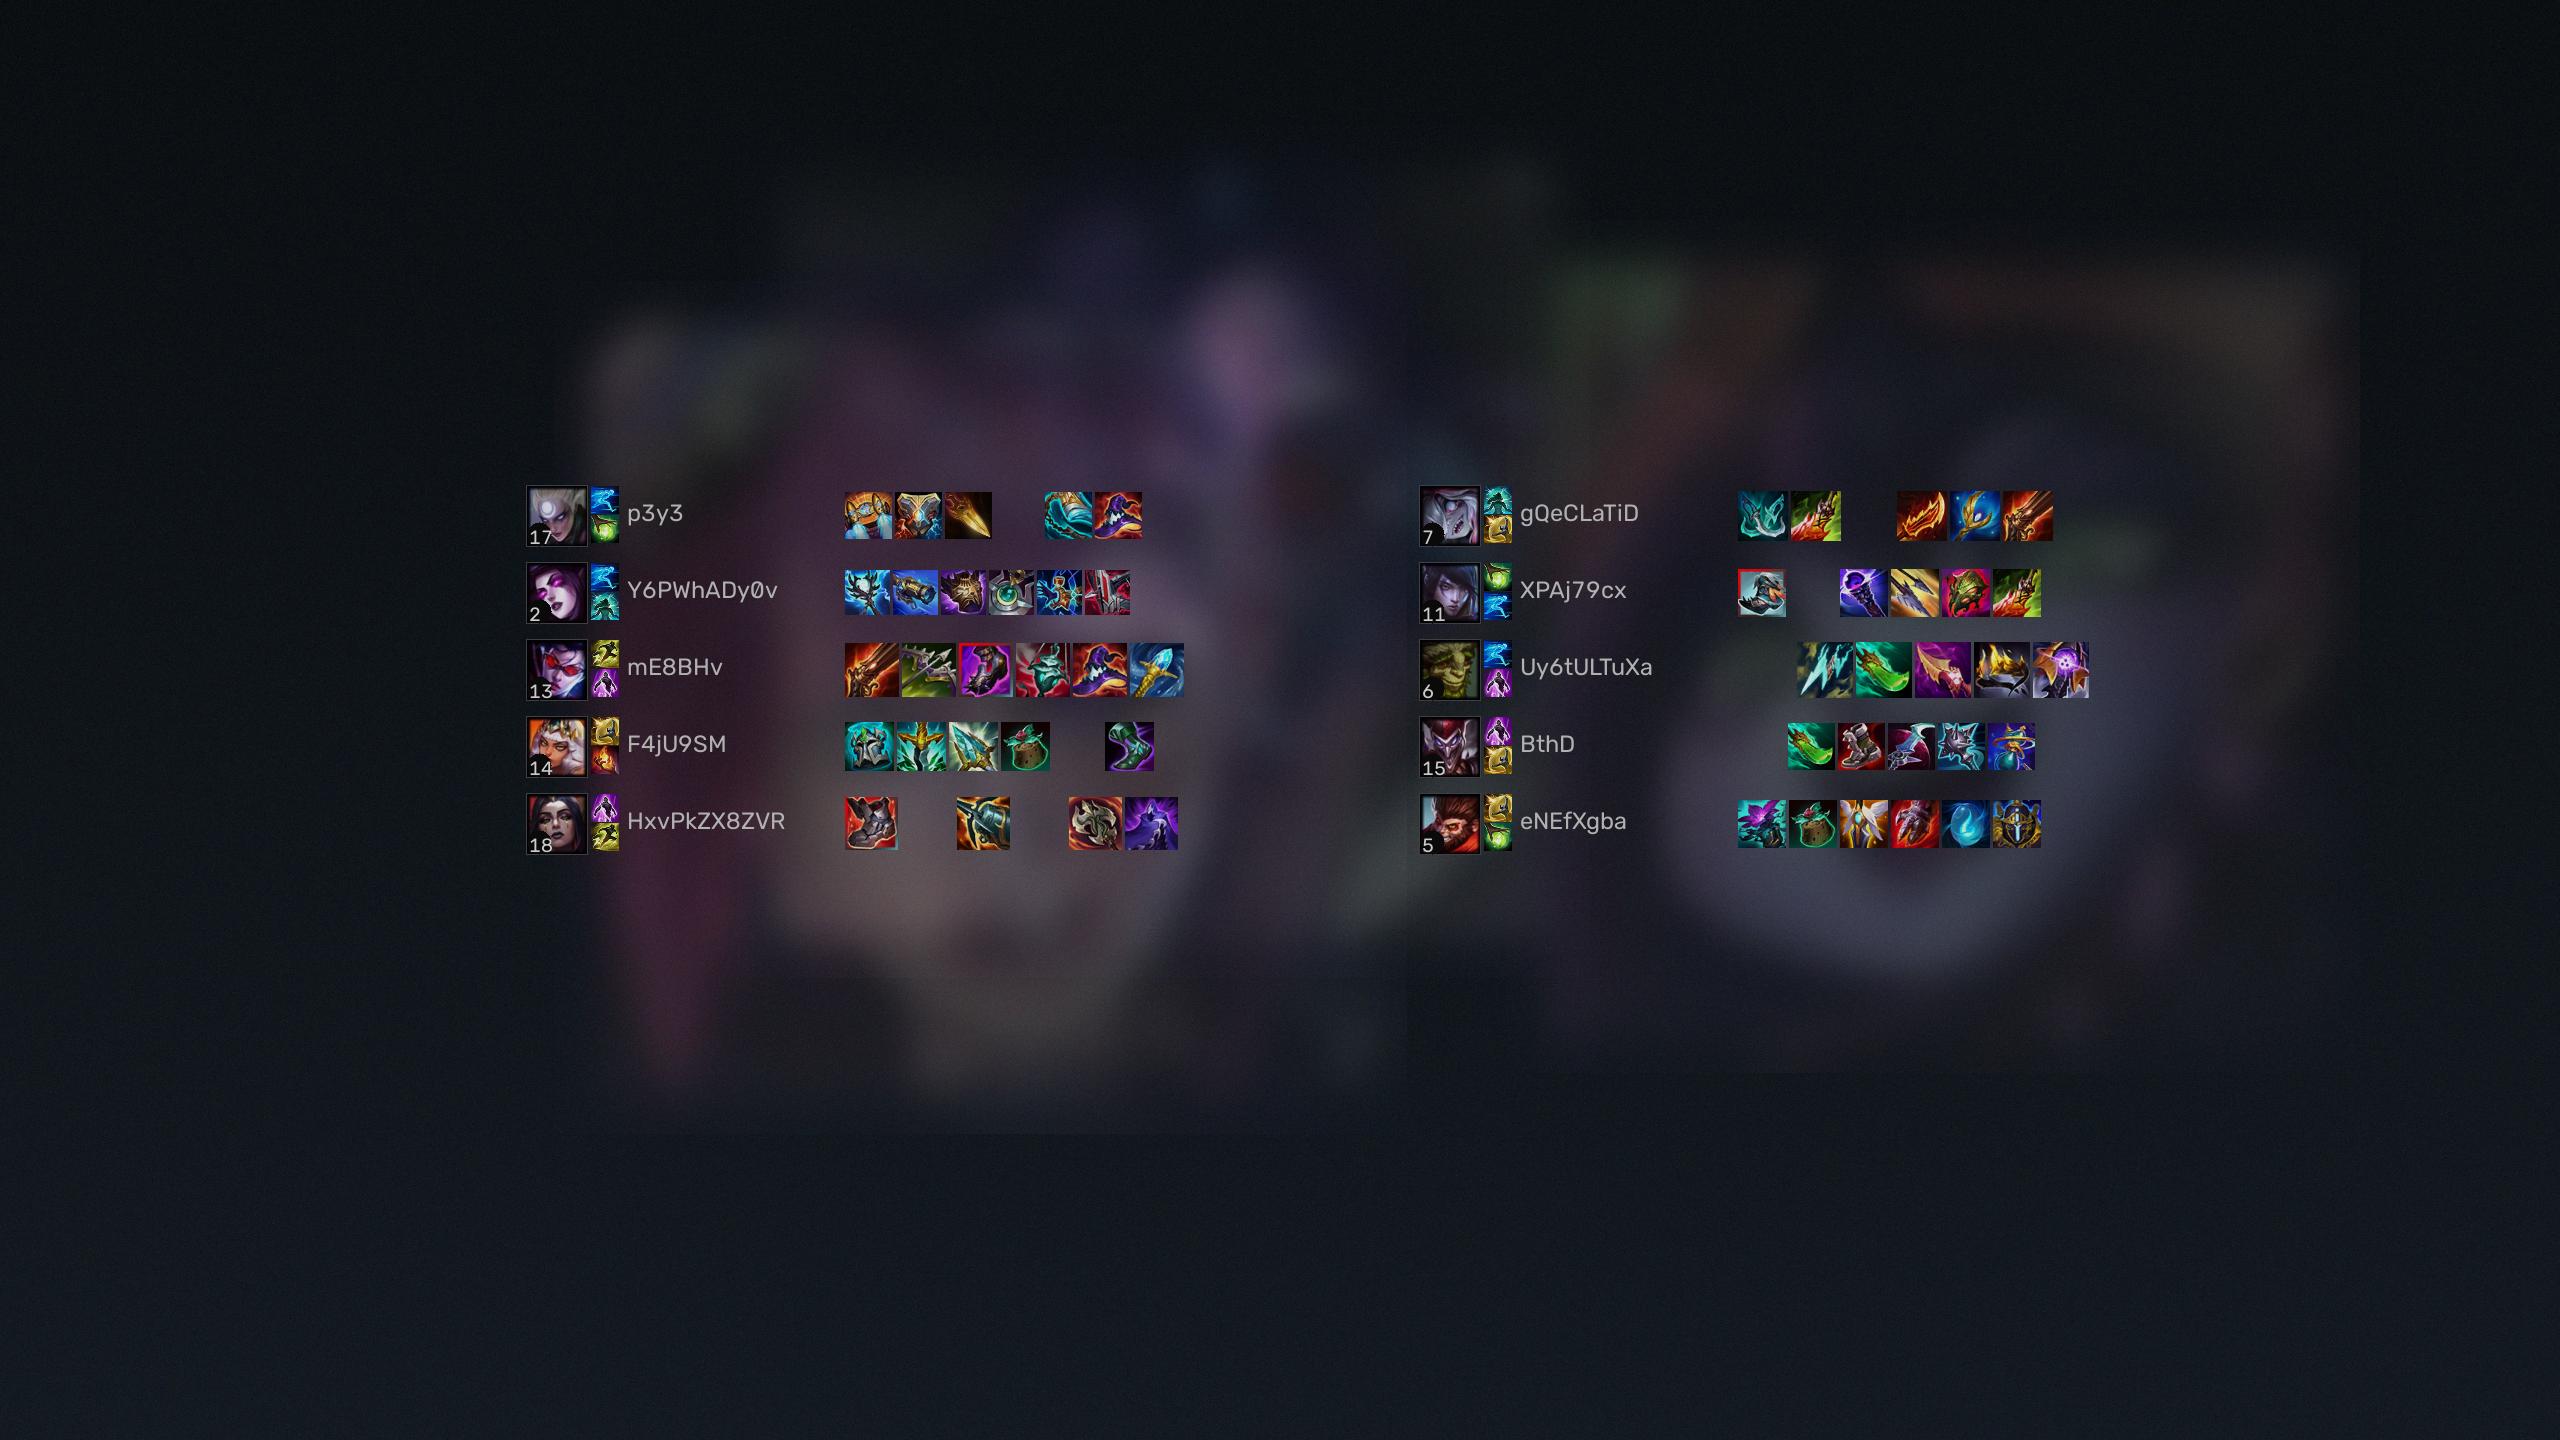 p3y3
17
Y6PWhADy0v
2
mE8BHv
13
F4jU9SM
14
HxvPkZX8ZVR
18
gQeCLaTiD
7
XPAj79cx
11
Uy6tULTuXa
6
BthD
15
eNEfXgba
5